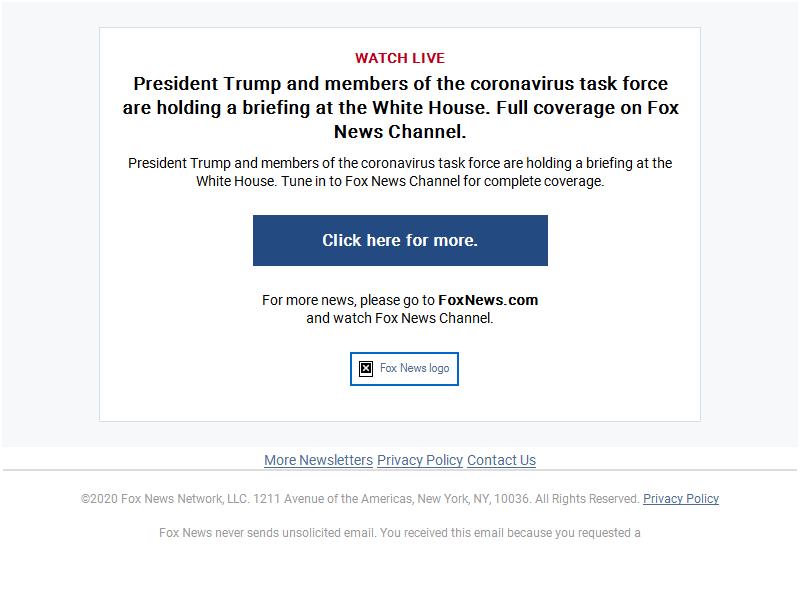 WATCH LIVE
President Trump and members of the coronavirus task force
are holding a briefing at the White House. Full coverage on Fox
News Channel.
President Trump and members of the coronavirus task force are holding a briefing at the
White House. Tune in to Fox News Channel for complete coverage.
Click here for more.
For more news, please go to FoxNews.com
and watch Fox News Channel.
Fox News logo
More Newsletters Privacy Policy Contact Us
©2020 Fox News Network, LLC. 1211 Avenue of the Americas, New York, NY, 10036. All Rights Reserved. Privacy Policy
Fox News never sends unsolicited email. You received this email because you requested a